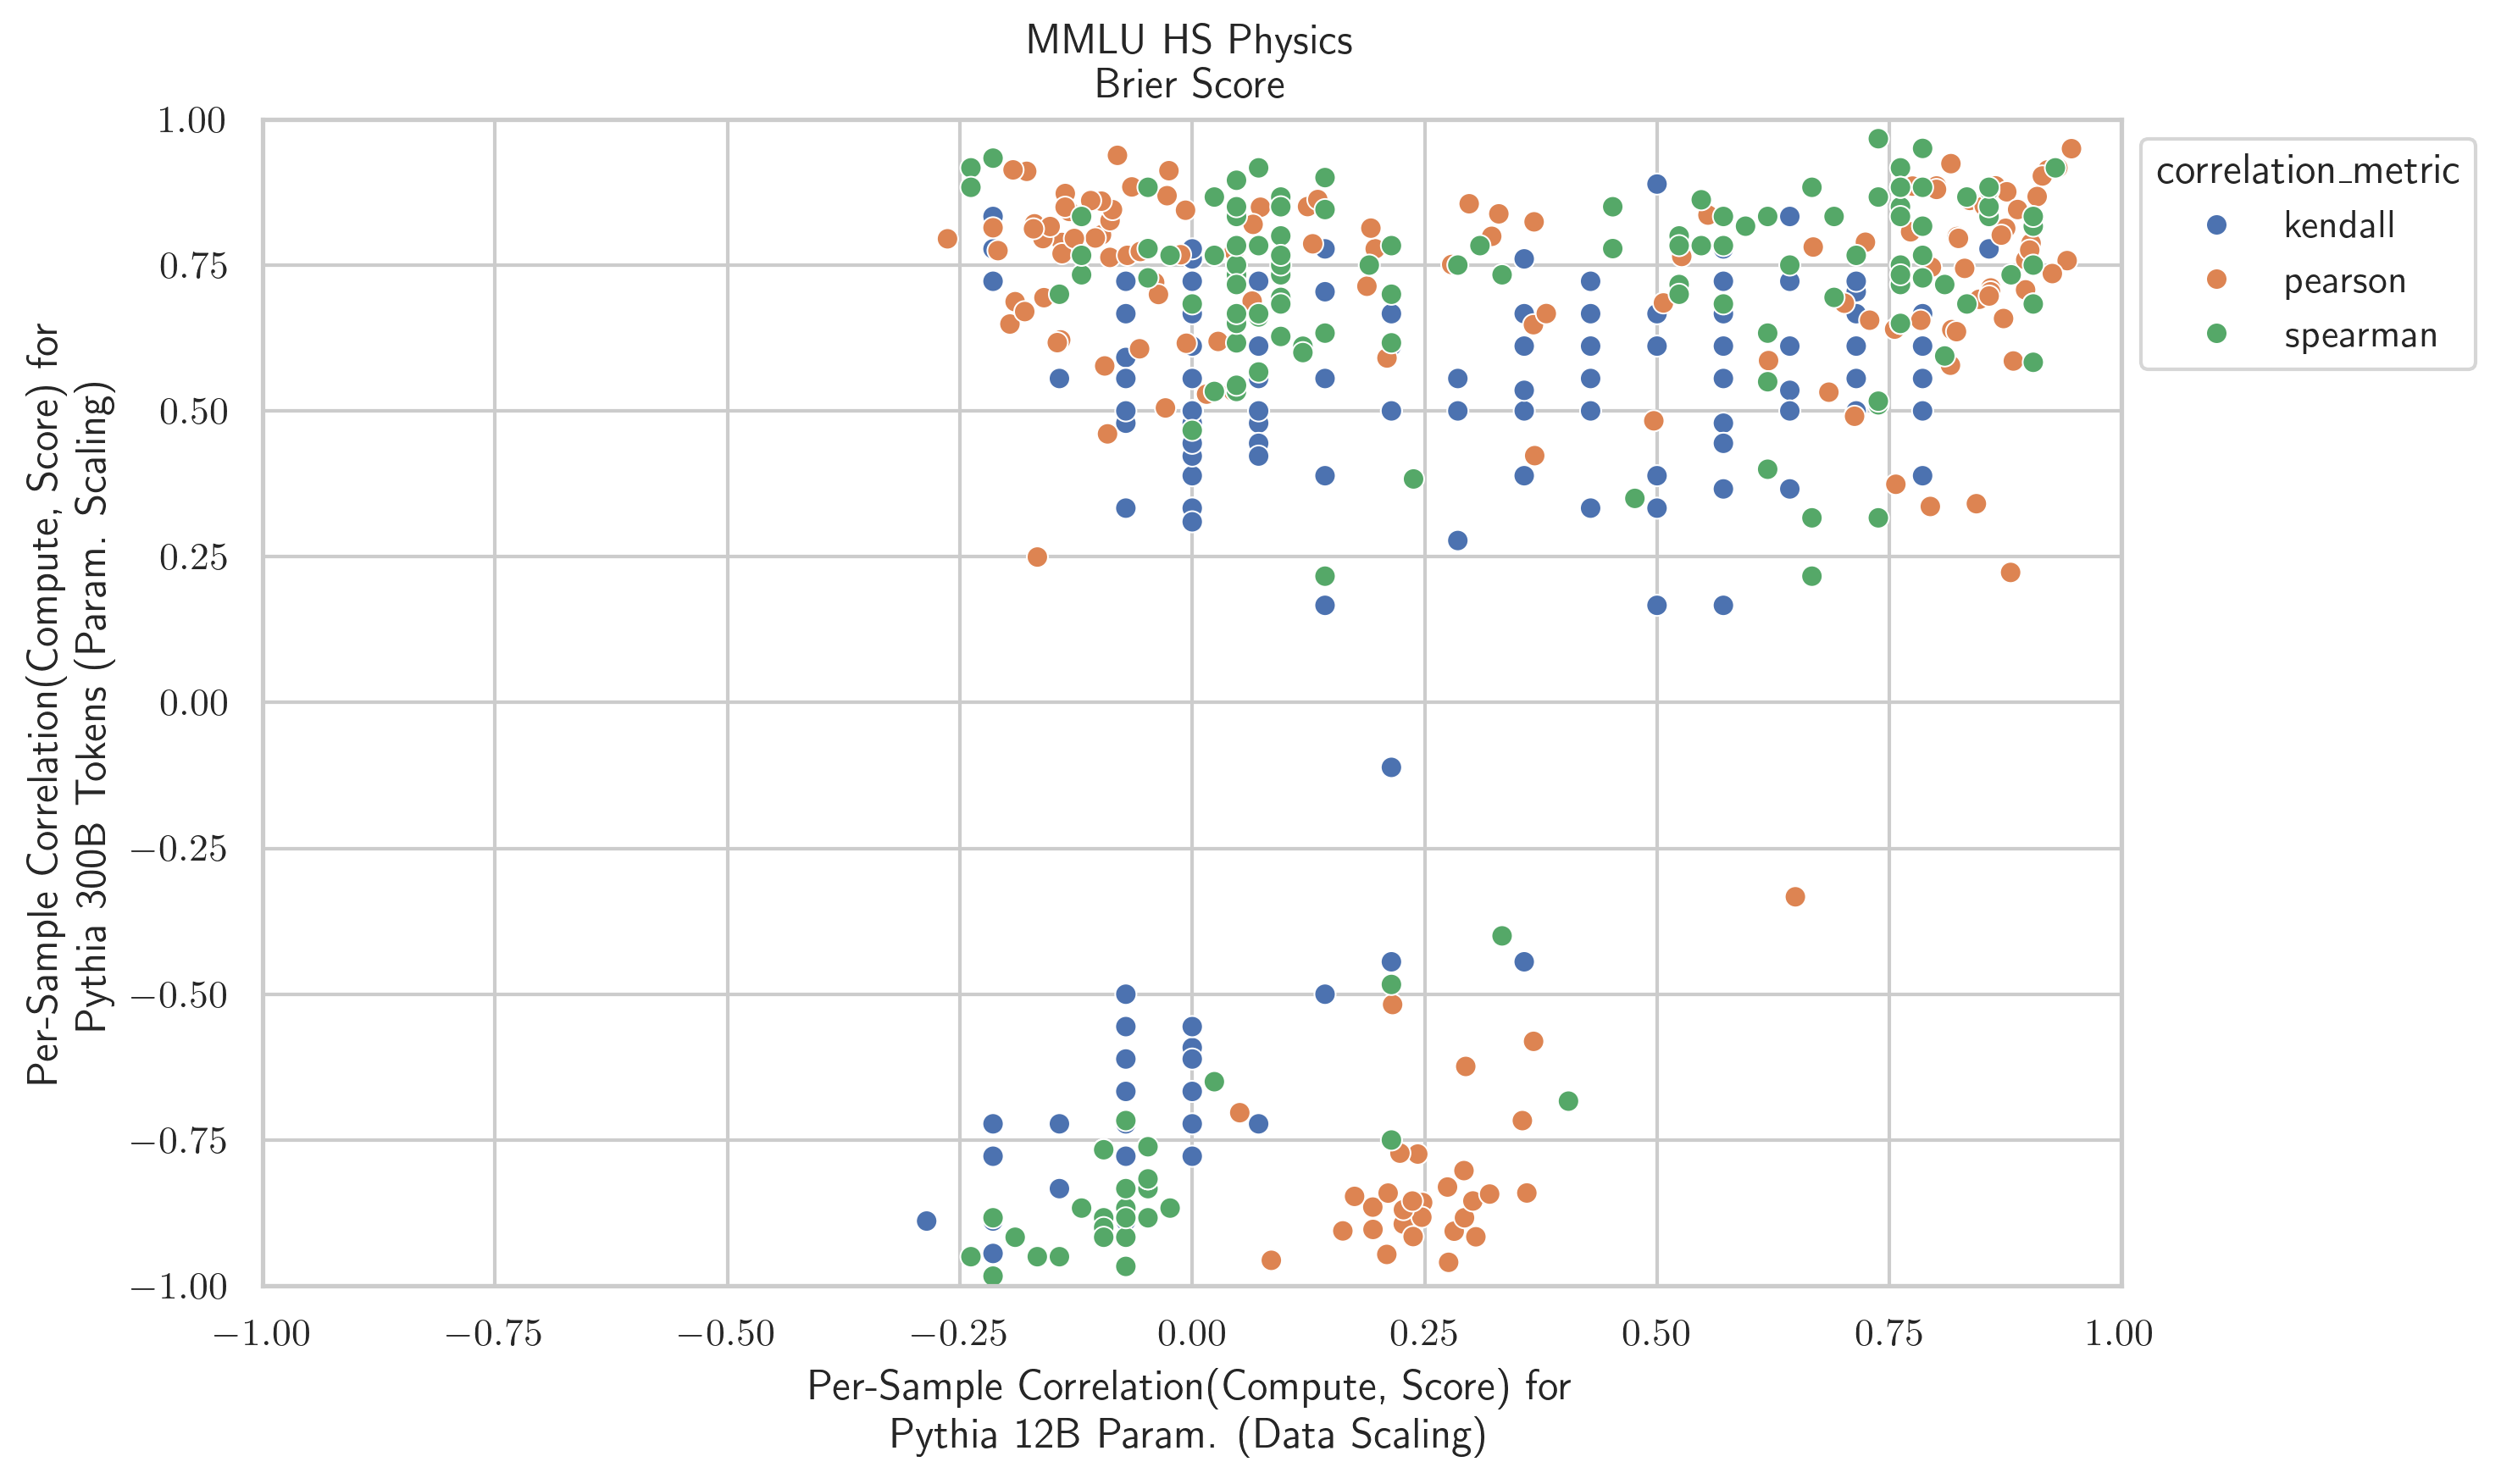 MMLU HS Physics
Brier Score
Per-Sample Correlation(Compute, Score) for
Pythia 300B Tokens (Param. Scaling)
1.00
0.75
0.50
0.25
0.00
−0.25
−0.50
−0.75
−1.00
−1.00
−0.75
−0.50
−0.25
0.00
0.25
0.50
0.75
1.00
Per-Sample Correlation(Compute, Score) for
Pythia 12B Param. (Data Scaling)
correlation_metric
kendall
pearson
spearman